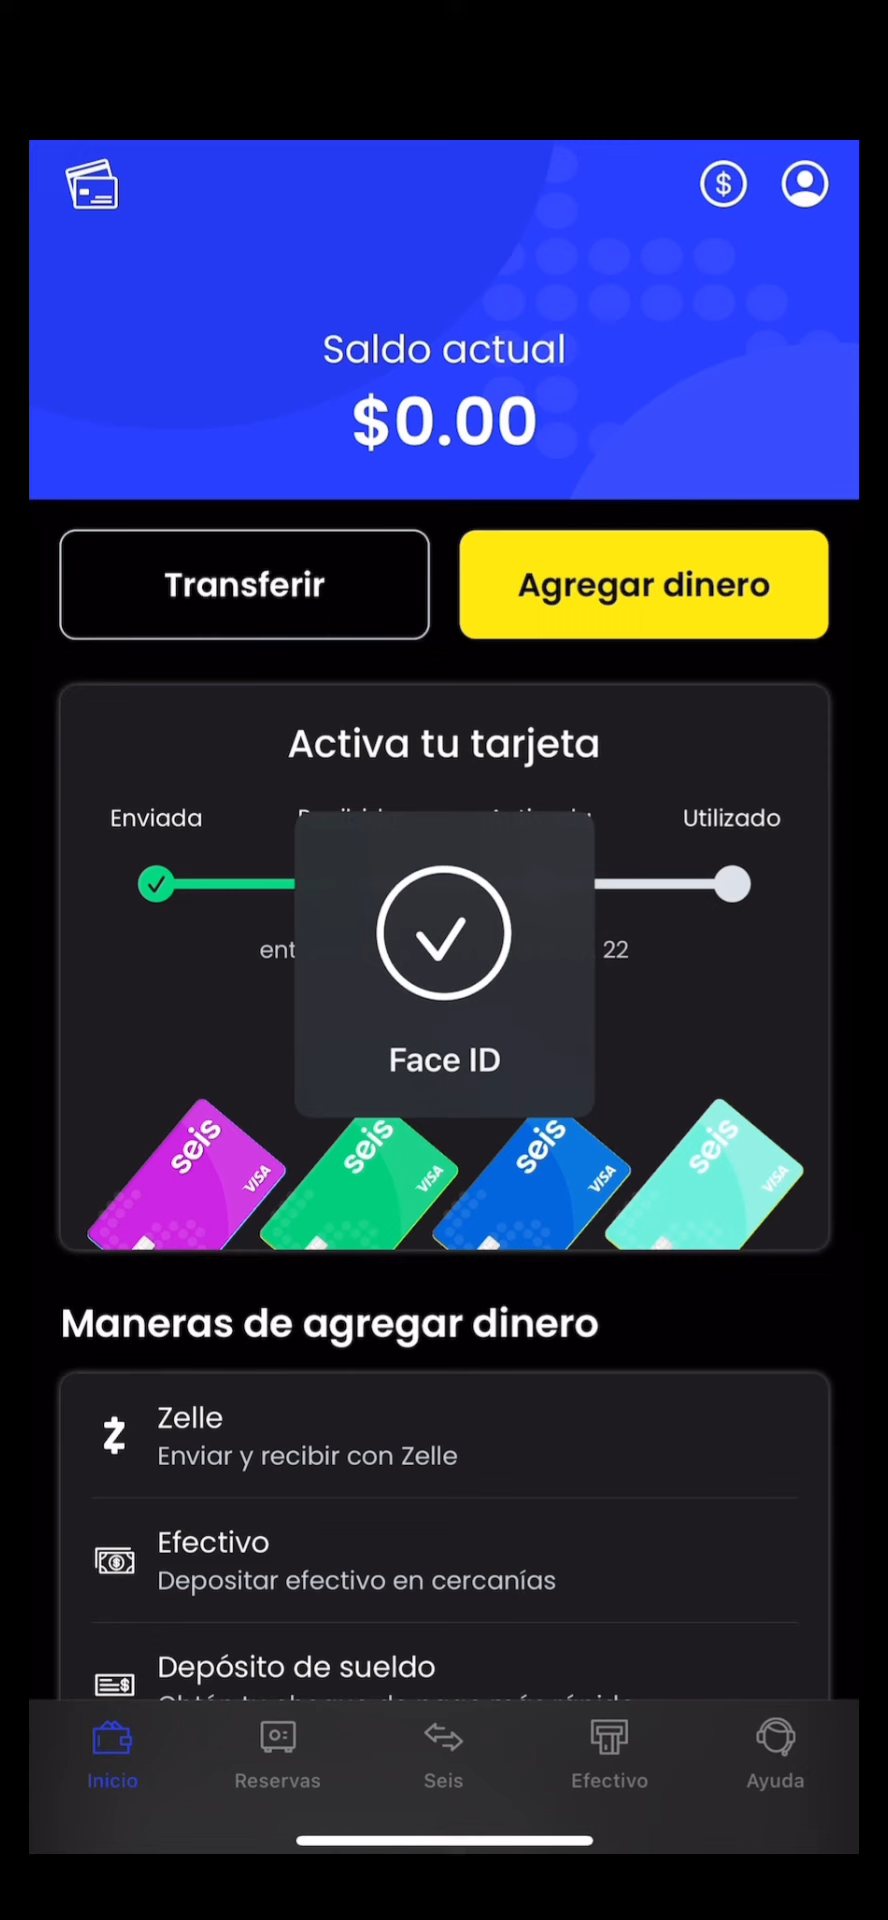 $
Saldo actual
$0.00
Transferir
Agregar dinero
Activa tu tarjeta
Enviada
Utilizado
ent
22
Face ID
seis
VISA
seis
VISA
seis
VISA
seis
VISA
Maneras de agregar dinero
Zelle
Enviar y recibir con Zelle
Efectivo
Depositar efectivo en cercanías
Depósito de sueldo
Inicio
Reservas
Seis
Efectivo
Ayuda